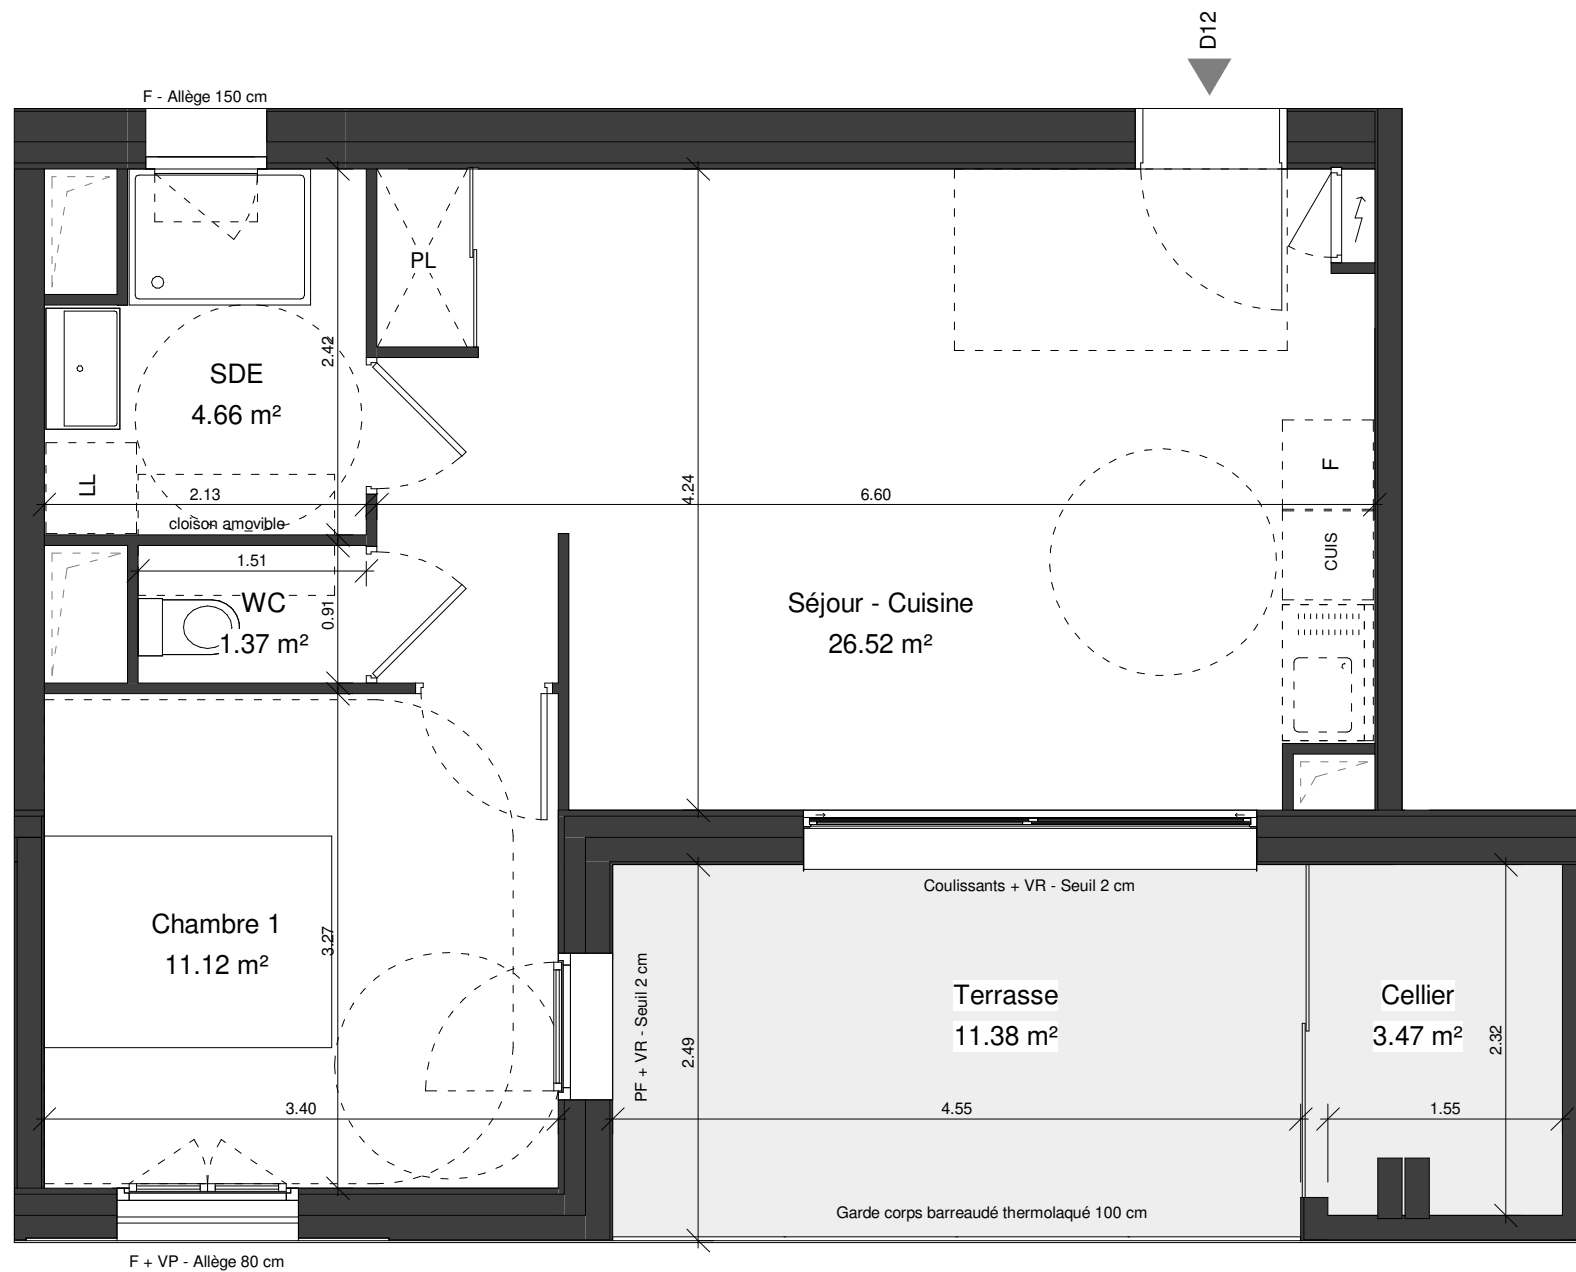 D12
F - Allège 150 cm
PL
2.42
SDE
4.66 m²
LL
2.13
cloison amovible
4.24
6.60
F
CUIS
1.51
WC
1.37 m²
0.91
Séjour - Cuisine
26.52 m²
Coulissants + VR - Seuil 2 cm
Chambre 1
11.12 m²
3.27
PF + VR - Seuil 2 cm
2.49
Terrasse
11.38 m²
Cellier
3.47 m²
2.32
3.40
4.55
1.55
Garde corps barreaudé thermolaqué 100 cm
F + VP - Allège 80 cm